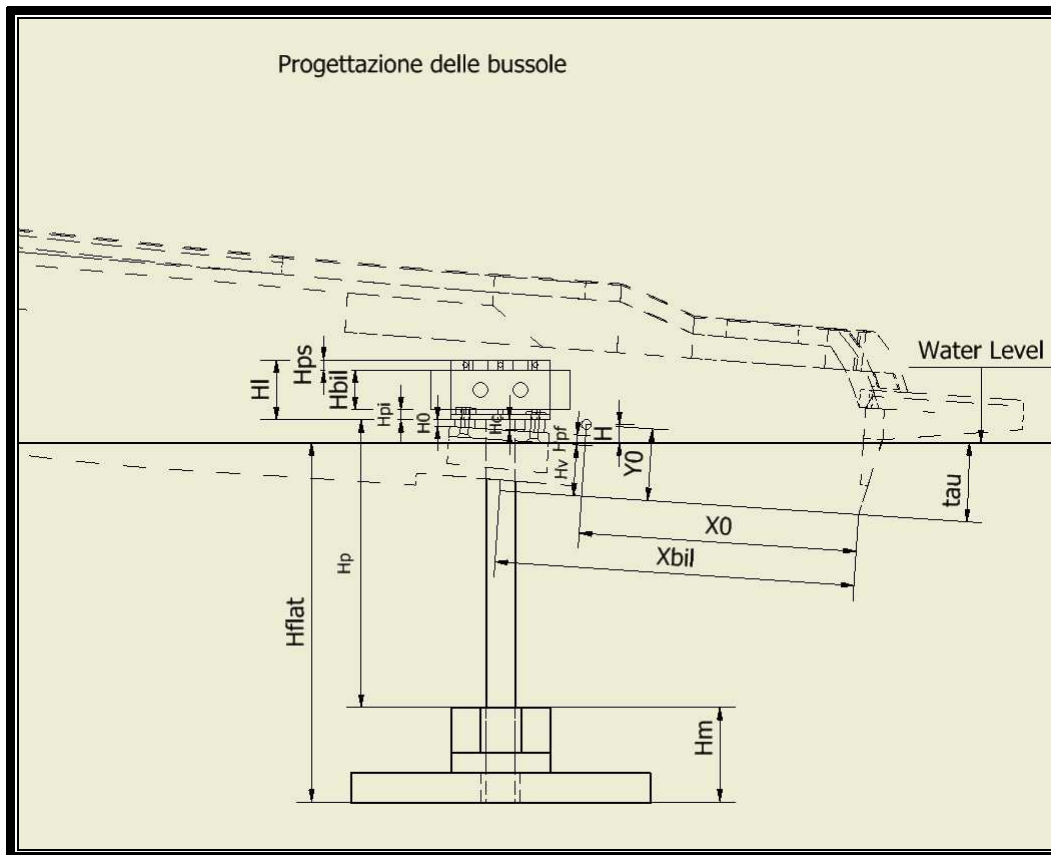 Progettazione delle bussole
Water Level
Hps
Hl
Hbil
Hpi
H0
Hc
Hpf
H
Hv
Y0
tau
X0
Xbil
Hp
Hflat
Hm